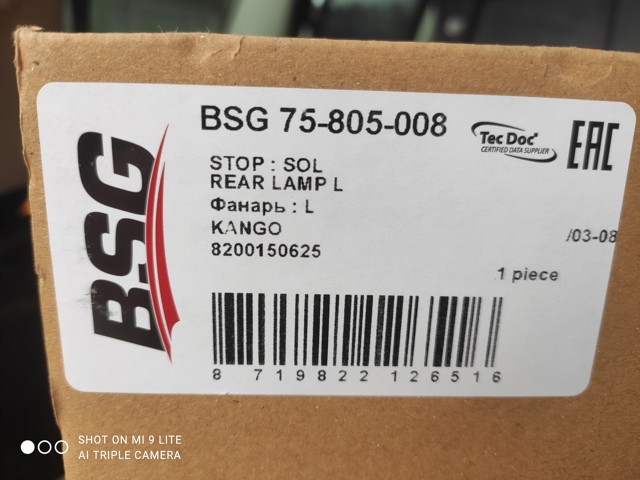 BSG
BSG 75-805-008
Tec Doc®
CERTIFIED DATA SUPPLIER
EAC
STOP : SOL
REAR LAMP L
Фанарь : L
KANGO
8200150625
/03-08
1 piece
8 719822 126516
SHOT ON MI 9 LITE
AI TRIPLE CAMERA